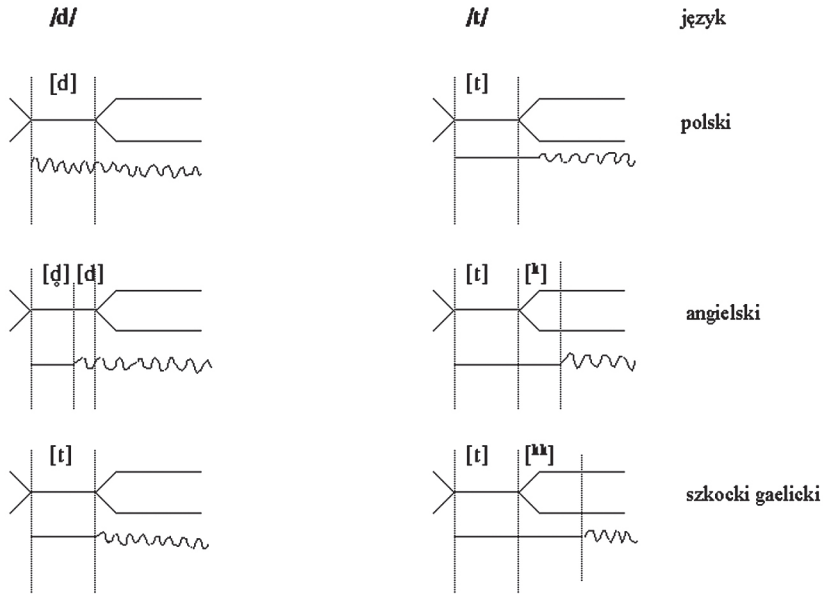 /d/ /t/ język
[d] [t]
polski
[d̥] [d] [t] [ʰ]
angielski
[t] [t] [ʰʰ]
szkocki gaelicki